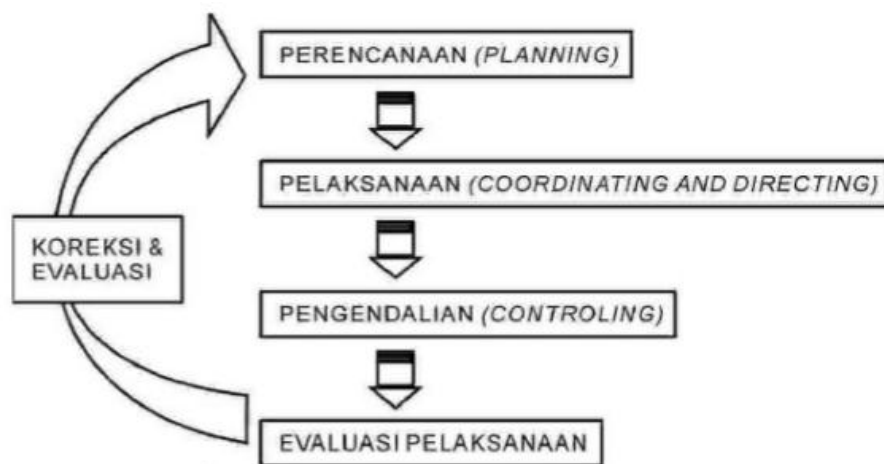 PERENCANAAN (PLANNING)
PELAKSANAAN (COORDINATING AND DIRECTING)
KOREKSI &
EVALUASI
PENGENDALIAN (CONTROLING)
EVALUASI PELAKSANAAN